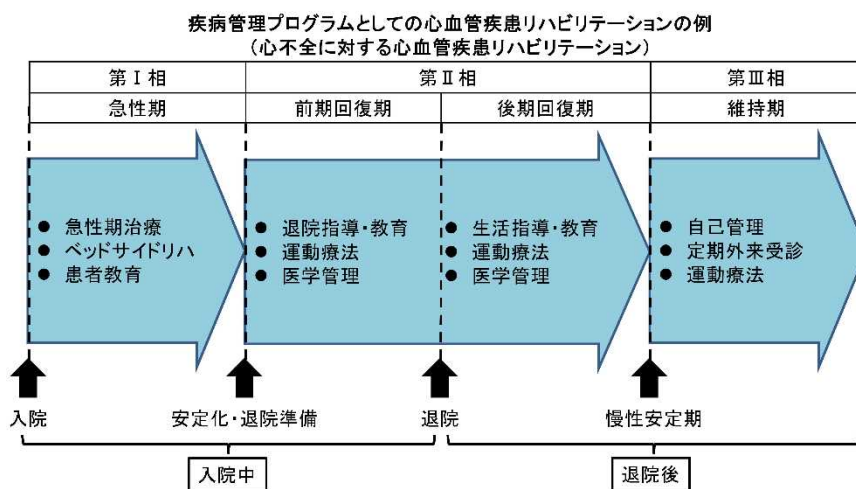 疾病管理プログラムとしての心血管疾患リハビリテーションの例
(心不全に対する心血管疾患リハビリテーション)
第Ⅰ相 第Ⅱ相 第Ⅲ相
急性期 前期回復期 後期回復期 維持期
● 急性期治療
● ベッドサイドリハ
● 患者教育
● 退院指導・教育
● 運動療法
● 医学管理
● 生活指導・教育
● 運動療法
● 医学管理
● 自己管理
● 定期外来受診
● 運動療法
入院 安定化・退院準備 退院 慢性安定期
入院中 退院後